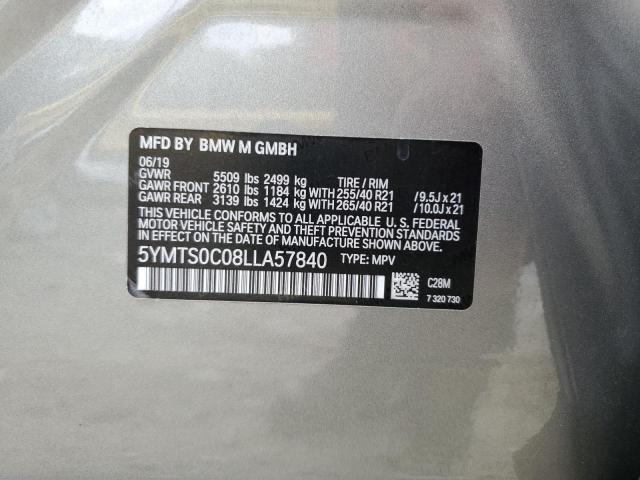 MFD BY BMW M GMBH
06/19
GVWR 5509 lbs 2499 kg TIRE / RIM
GAWR FRONT 2610 lbs 1184 kg WITH 255/40 R21 / 9.5J x 21
GAWR REAR 3139 lbs 1424 kg WITH 265/40 R21 / 10.0J x 21
THIS VEHICLE CONFORMS TO ALL APPLICABLE U. S. FEDERAL
MOTOR VEHICLE SAFETY AND THEFT PREVENTION STANDARDS IN
EFFECT ON THE DATE OF MANUFACTURE SHOWN ABOVE.
5YMTS0C08LLA57840 TYPE: MPV
C28M
7 320 730